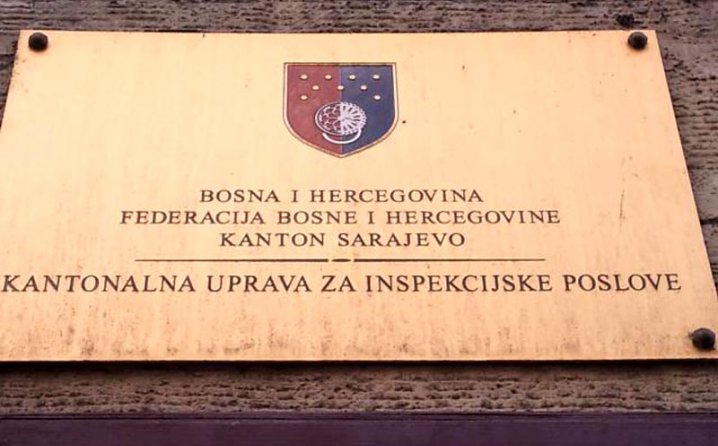 BOSNA I HERCEGOVINA
FEDERACIJA BOSNE I HERCEGOVINE
KANTON SARAJEVO
KANTONALNA UPRAVA ZA INSPEKCIJSKE POSLOVE